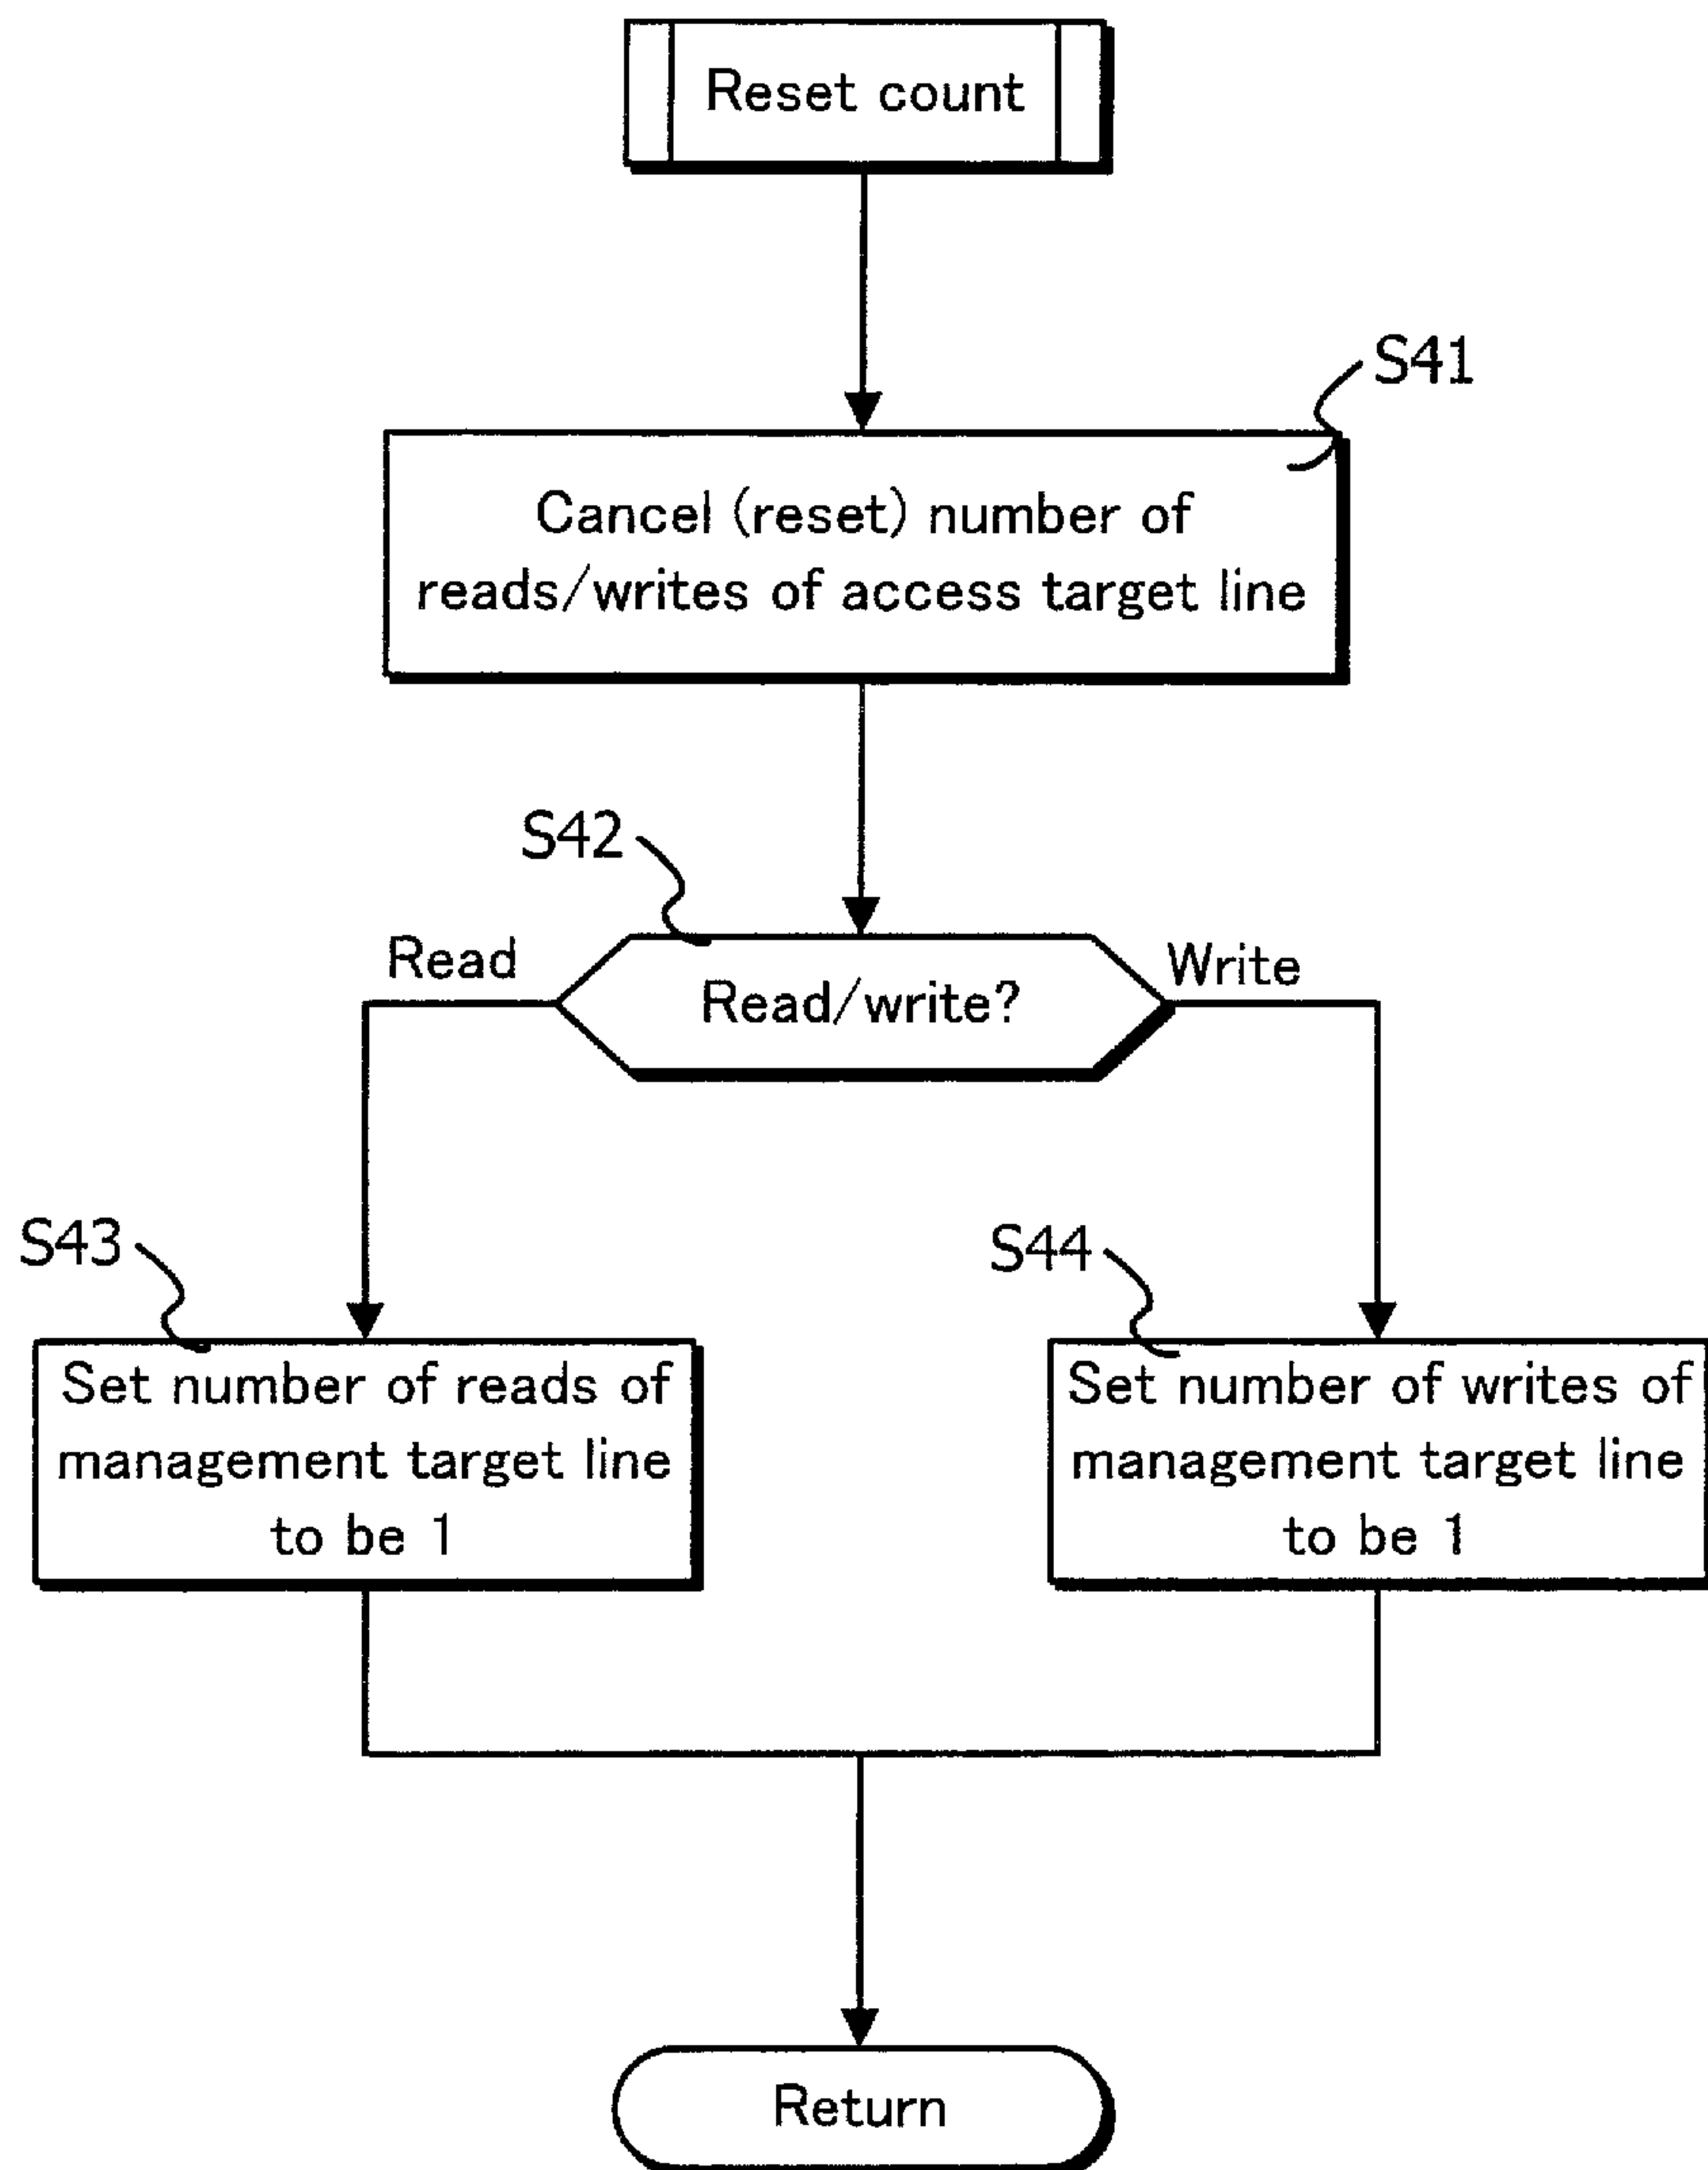 Reset count
S41
Cancel (reset) number of
reads/writes of access target line
S42
Read
Read/write?
Write
S43
Set number of reads of
management target line
to be 1
S44
Set number of writes of
management target line
to be 1
Return